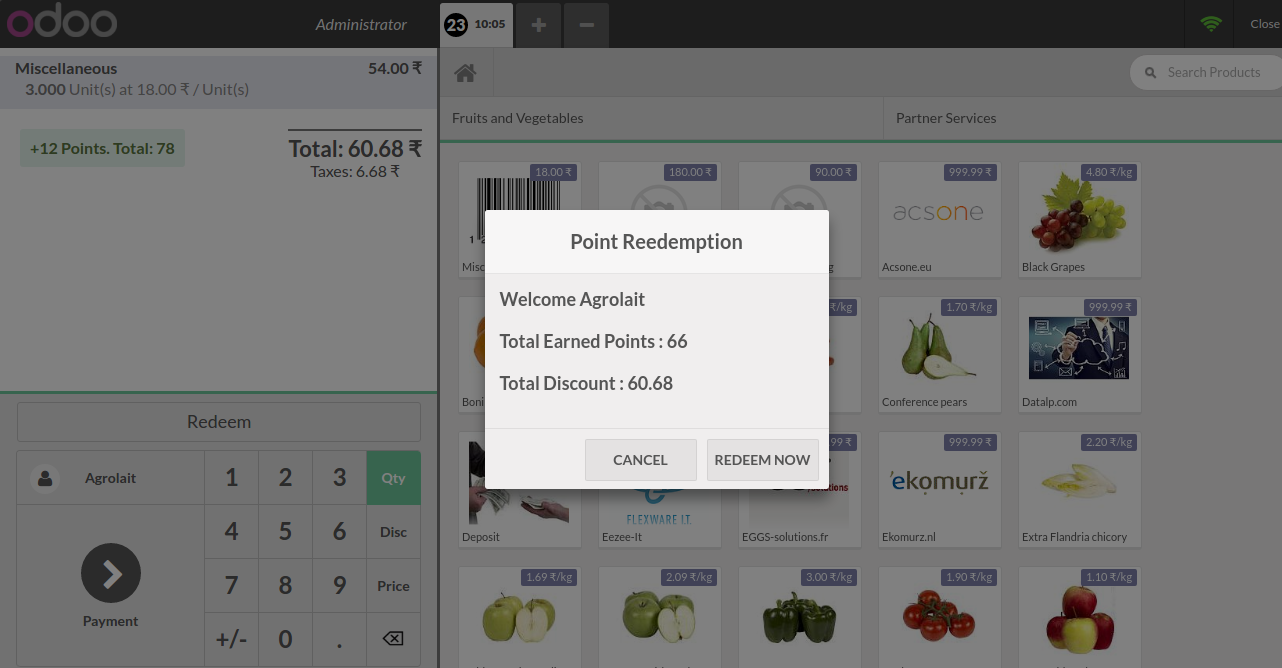 odoo
Administrator
23 10:05
+
−
Close
Miscellaneous 54.00 ₹
3.000 Unit(s) at 18.00 ₹ / Unit(s)
+12 Points. Total: 78
Total: 60.68 ₹
Taxes: 6.68 ₹
Search Products
Fruits and Vegetables
Partner Services
18.00 ₹
180.00 ₹
90.00 ₹
999.99 ₹
acsone
Acsone.eu
4.80 ₹/kg
Black Grapes
Point Reedemption
Welcome Agrolait
Total Earned Points : 66
Total Discount : 60.68
CANCEL
REDEEM NOW
1.70 ₹/kg
Conference pears
999.99 ₹
Datalp.com
Deposit
FLEXWARE I.T.
Eezee-It
EGGS-solutions.fr
999.99 ₹
ekomurz
Ekomurz.nl
2.20 ₹/kg
Extra Flandria chicory
1.69 ₹/kg
2.09 ₹/kg
3.00 ₹/kg
1.90 ₹/kg
1.10 ₹/kg
Redeem
Agrolait
1 2 3 Qty
4 5 6 Disc
7 8 9 Price
+/- 0 .
Payment